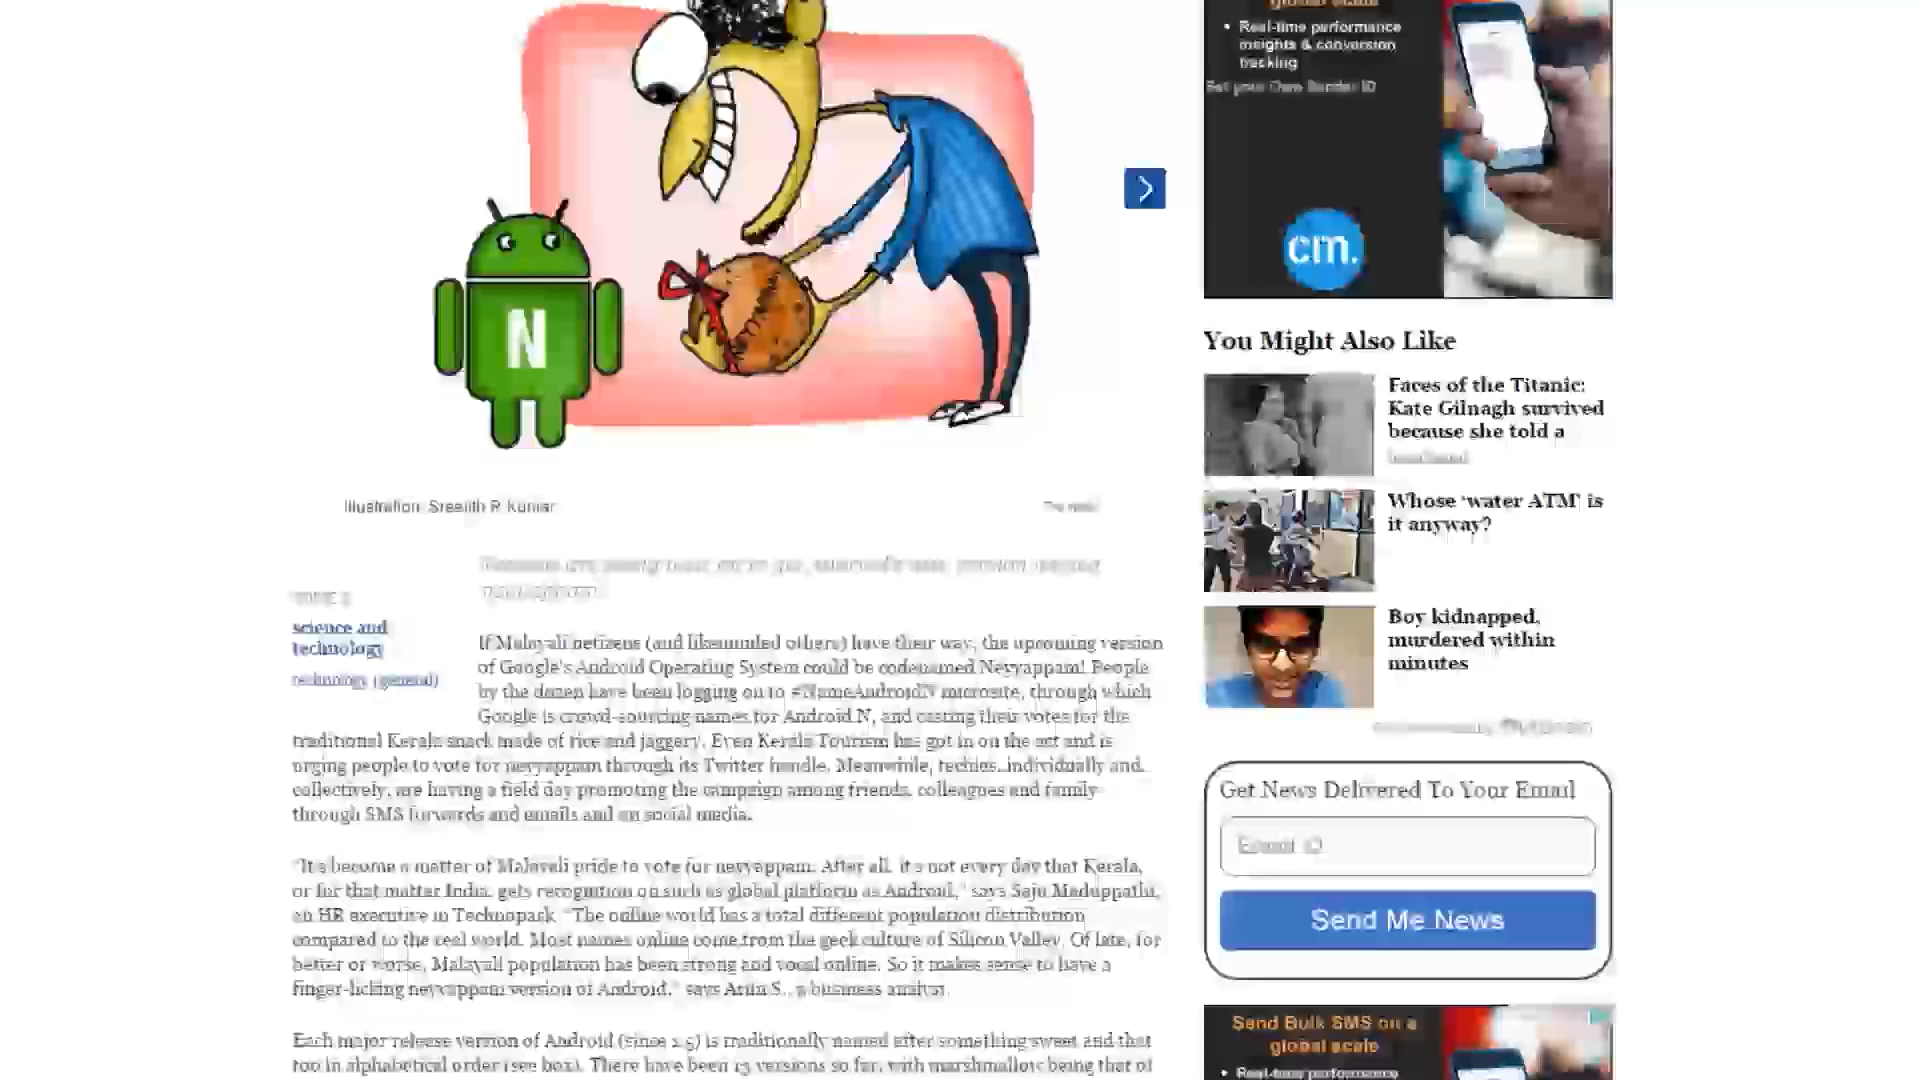 N
Illustration: Sreejith R Kumar
science and
technology
technology (general)
If Malayali netizens (and likeminded others) have their way, the upcoming version
of Google's Android Operating System could be codenamed Neyyappam! People
by the dozen have been logging on to #NameAndroidN microsite, through which
Google is crowd-sourcing names for Android N, and casting their votes for the
traditional Kerala snack made of rice and jaggery. Even Kerala Tourism has got in on the act and is
urging people to vote for neyyappam through its Twitter handle. Meanwhile, techies, individually and
collectively, are having a field day promoting the campaign among friends, colleagues and family
through SMS forwards and emails and on social media.
"It's become a matter of Malayali pride to vote for neyyappam. After all, it's not every day that Kerala,
or for that matter India, gets recognition on such as global platform as Android," says Saju
an HR executive in Technopark. "The online world has a total different population distribution
compared to the real world. Most names online come from the geek culture of Silicon Valley. Of late, for
better or worse, Malayali population has been strong and vocal online. So it makes sense to have a
finger-licking neyyappam version of Android," says Arun S., a business analyst.
Each major release version of Android (since 1.5) is traditionally named after something sweet and that
too in alphabetical order (see box). There have been 13 versions so far, with marshmallow being that of
global scale
• Real-time performance
insights & conversion
tracking
Set your Own Sender ID
cm.
You Might Also Like
Faces of the Titanic:
Kate Gilnagh survived
because she told a
Whose ‘water ATM’ is
it anyway?
Boy kidnapped,
murdered within
minutes
Get News Delivered To Your Email
Email ID
Send Me News
Send Bulk SMS on a
global scale
• Real-time performance